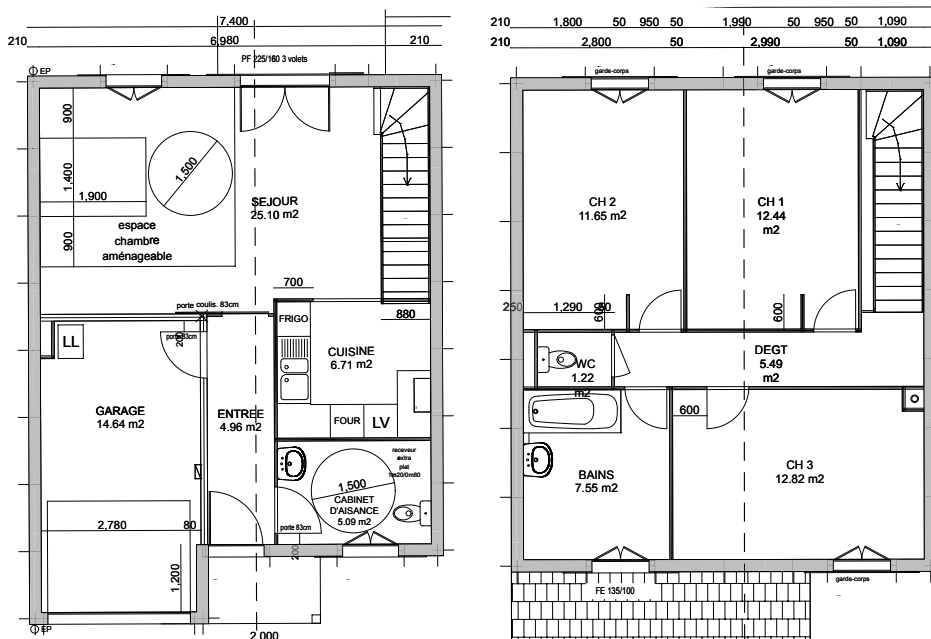 7,400
210 6,980 210
PF 225/160 3 volets
EP
900
1,400
1,900
1,500
900
SEJOUR
25.10 m2
espace
chambre
aménageable
700
porte coulis. 83cm
porte 83cm
200
880
FRIGO
LL
CUISINE
6.71 m2
GARAGE
14.64 m2
ENTREE
4.96 m2
FOUR
LV
receveur
extra
plat
1m20/0m80
1,500
CABINET
D'AISANCE
5.09 m2
porte 83cm
200
2,780 80
1,200
EP
2,000
210 1,800 50 950 50 1,990 50 950 50 1,090
210 2,800 50 2,990 50 1,090
garde-corps
garde-corps
CH 2
11.65 m2
CH 1
12.44
m2
250 1,290
600
600
WC
1.22
m2
DEGT
5.49
m2
600
BAINS
7.55 m2
CH 3
12.82 m2
garde-corps
FE 135/100